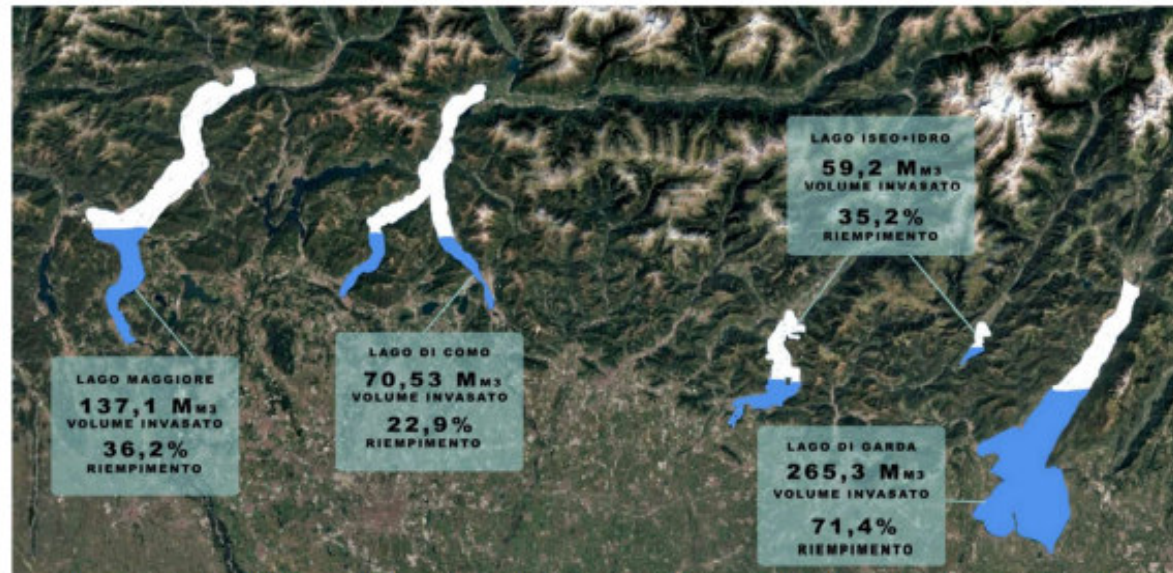 LAGO MAGGIORE
137,1 MM3
VOLUME INVASATO
36,2%
RIEMPIMENTO
LAGO DI COMO
70,53 MM3
VOLUME INVASATO
22,9%
RIEMPIMENTO
LAGO ISEO+IDRO
59,2 MM3
VOLUME INVASATO
35,2%
RIEMPIMENTO
LAGO DI GARDA
265,3 MM3
VOLUME INVASATO
71,4%
RIEMPIMENTO